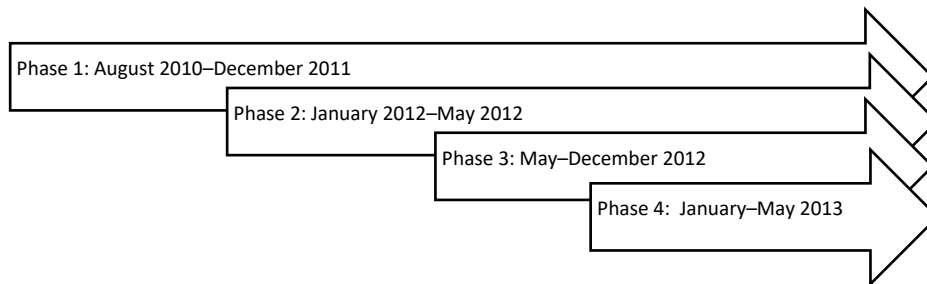 Phase 1: August 2010–December 2011
Phase 2: January 2012–May 2012
Phase 3: May–December 2012
Phase 4:  January–May 2013